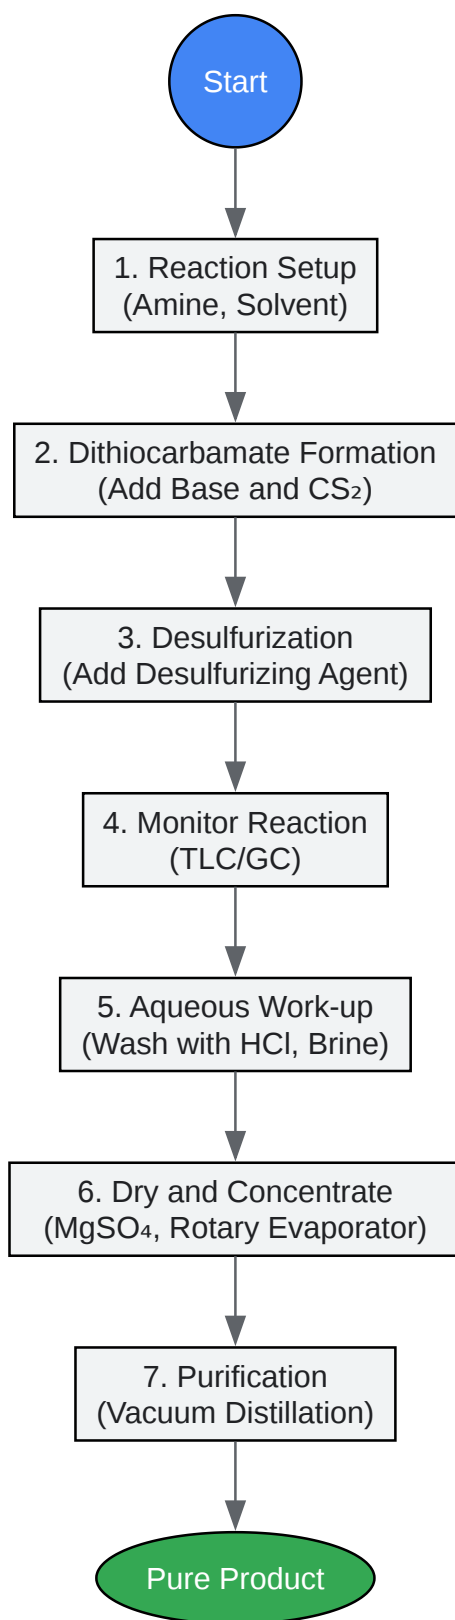 Start
1. Reaction Setup
(Amine, Solvent)
2. Dithiocarbamate Formation
(Add Base and CS₂)
3. Desulfurization
(Add Desulfurizing Agent)
4. Monitor Reaction
(TLC/GC)
5. Aqueous Work-up
(Wash with HCl, Brine)
6. Dry and Concentrate
(MgSO₄, Rotary Evaporator)
7. Purification
(Vacuum Distillation)
Pure Product